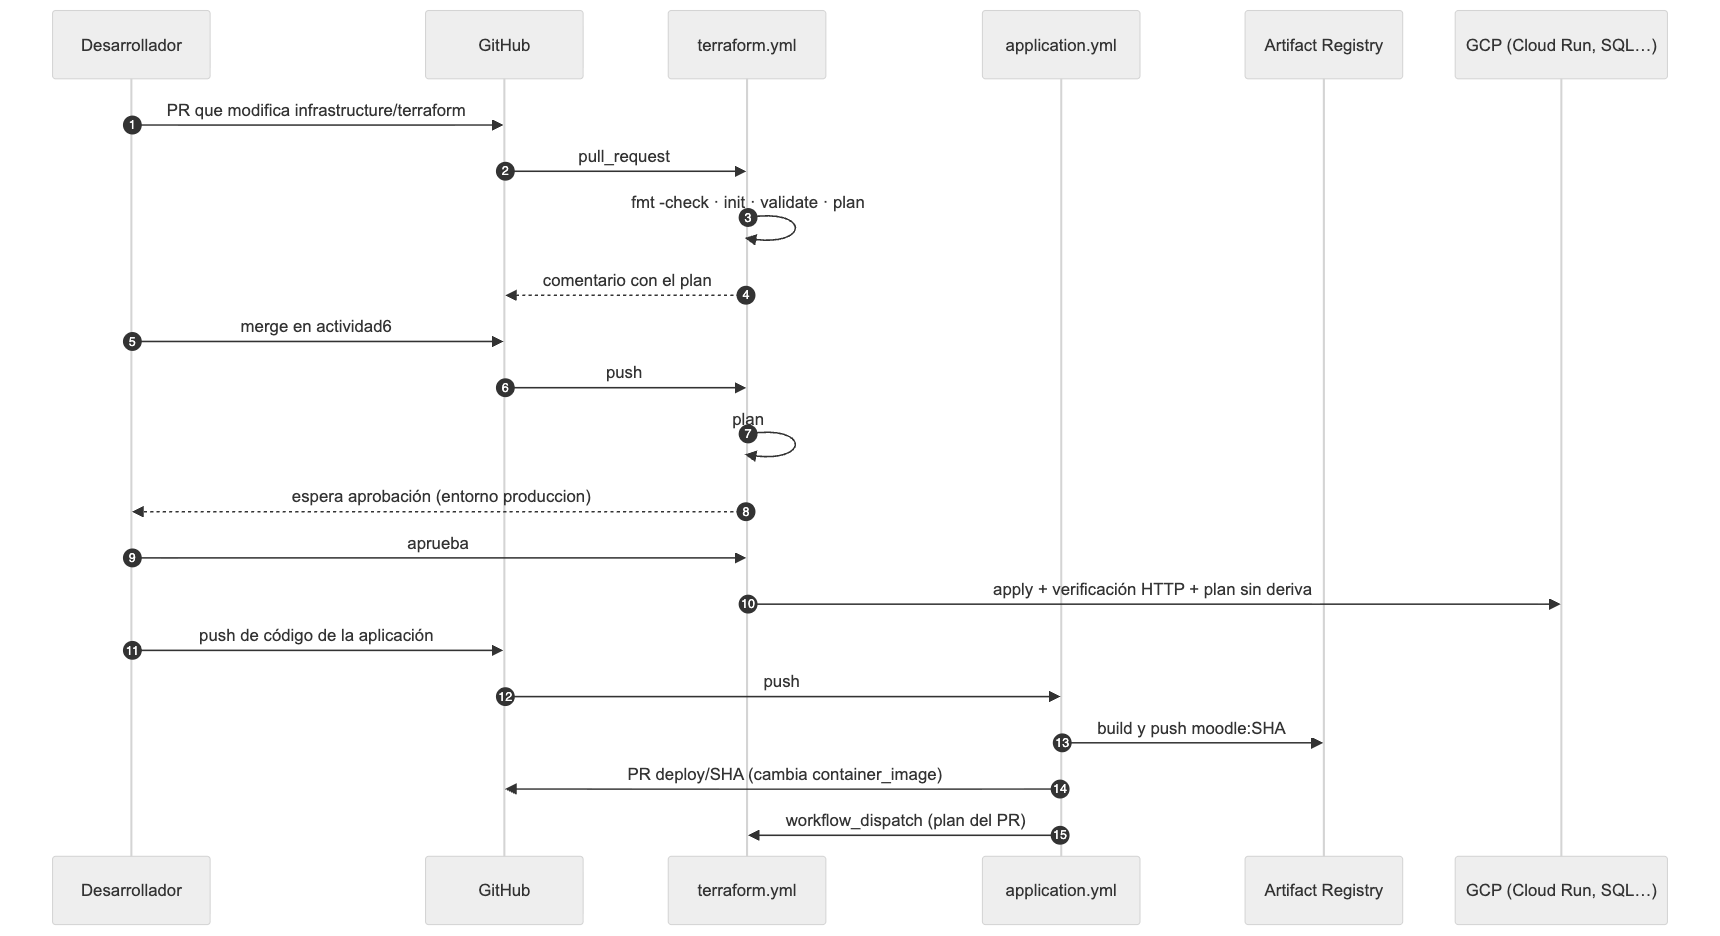 Desarrollador
GitHub
terraform.yml
application.yml
Artifact Registry
GCP (Cloud Run, SQL…)
PR que modifica infrastructure/terraform
1
pull_request
2
fmt -check · init · validate · plan
3
comentario con el plan
4
merge en actividad6
5
push
6
plan
7
espera aprobación (entorno produccion)
8
aprueba
9
apply + verificación HTTP + plan sin deriva
10
push de código de la aplicación
11
push
12
build y push moodle:SHA
13
PR deploy/SHA (cambia container_image)
14
workflow_dispatch (plan del PR)
15
Desarrollador
GitHub
terraform.yml
application.yml
Artifact Registry
GCP (Cloud Run, SQL…)